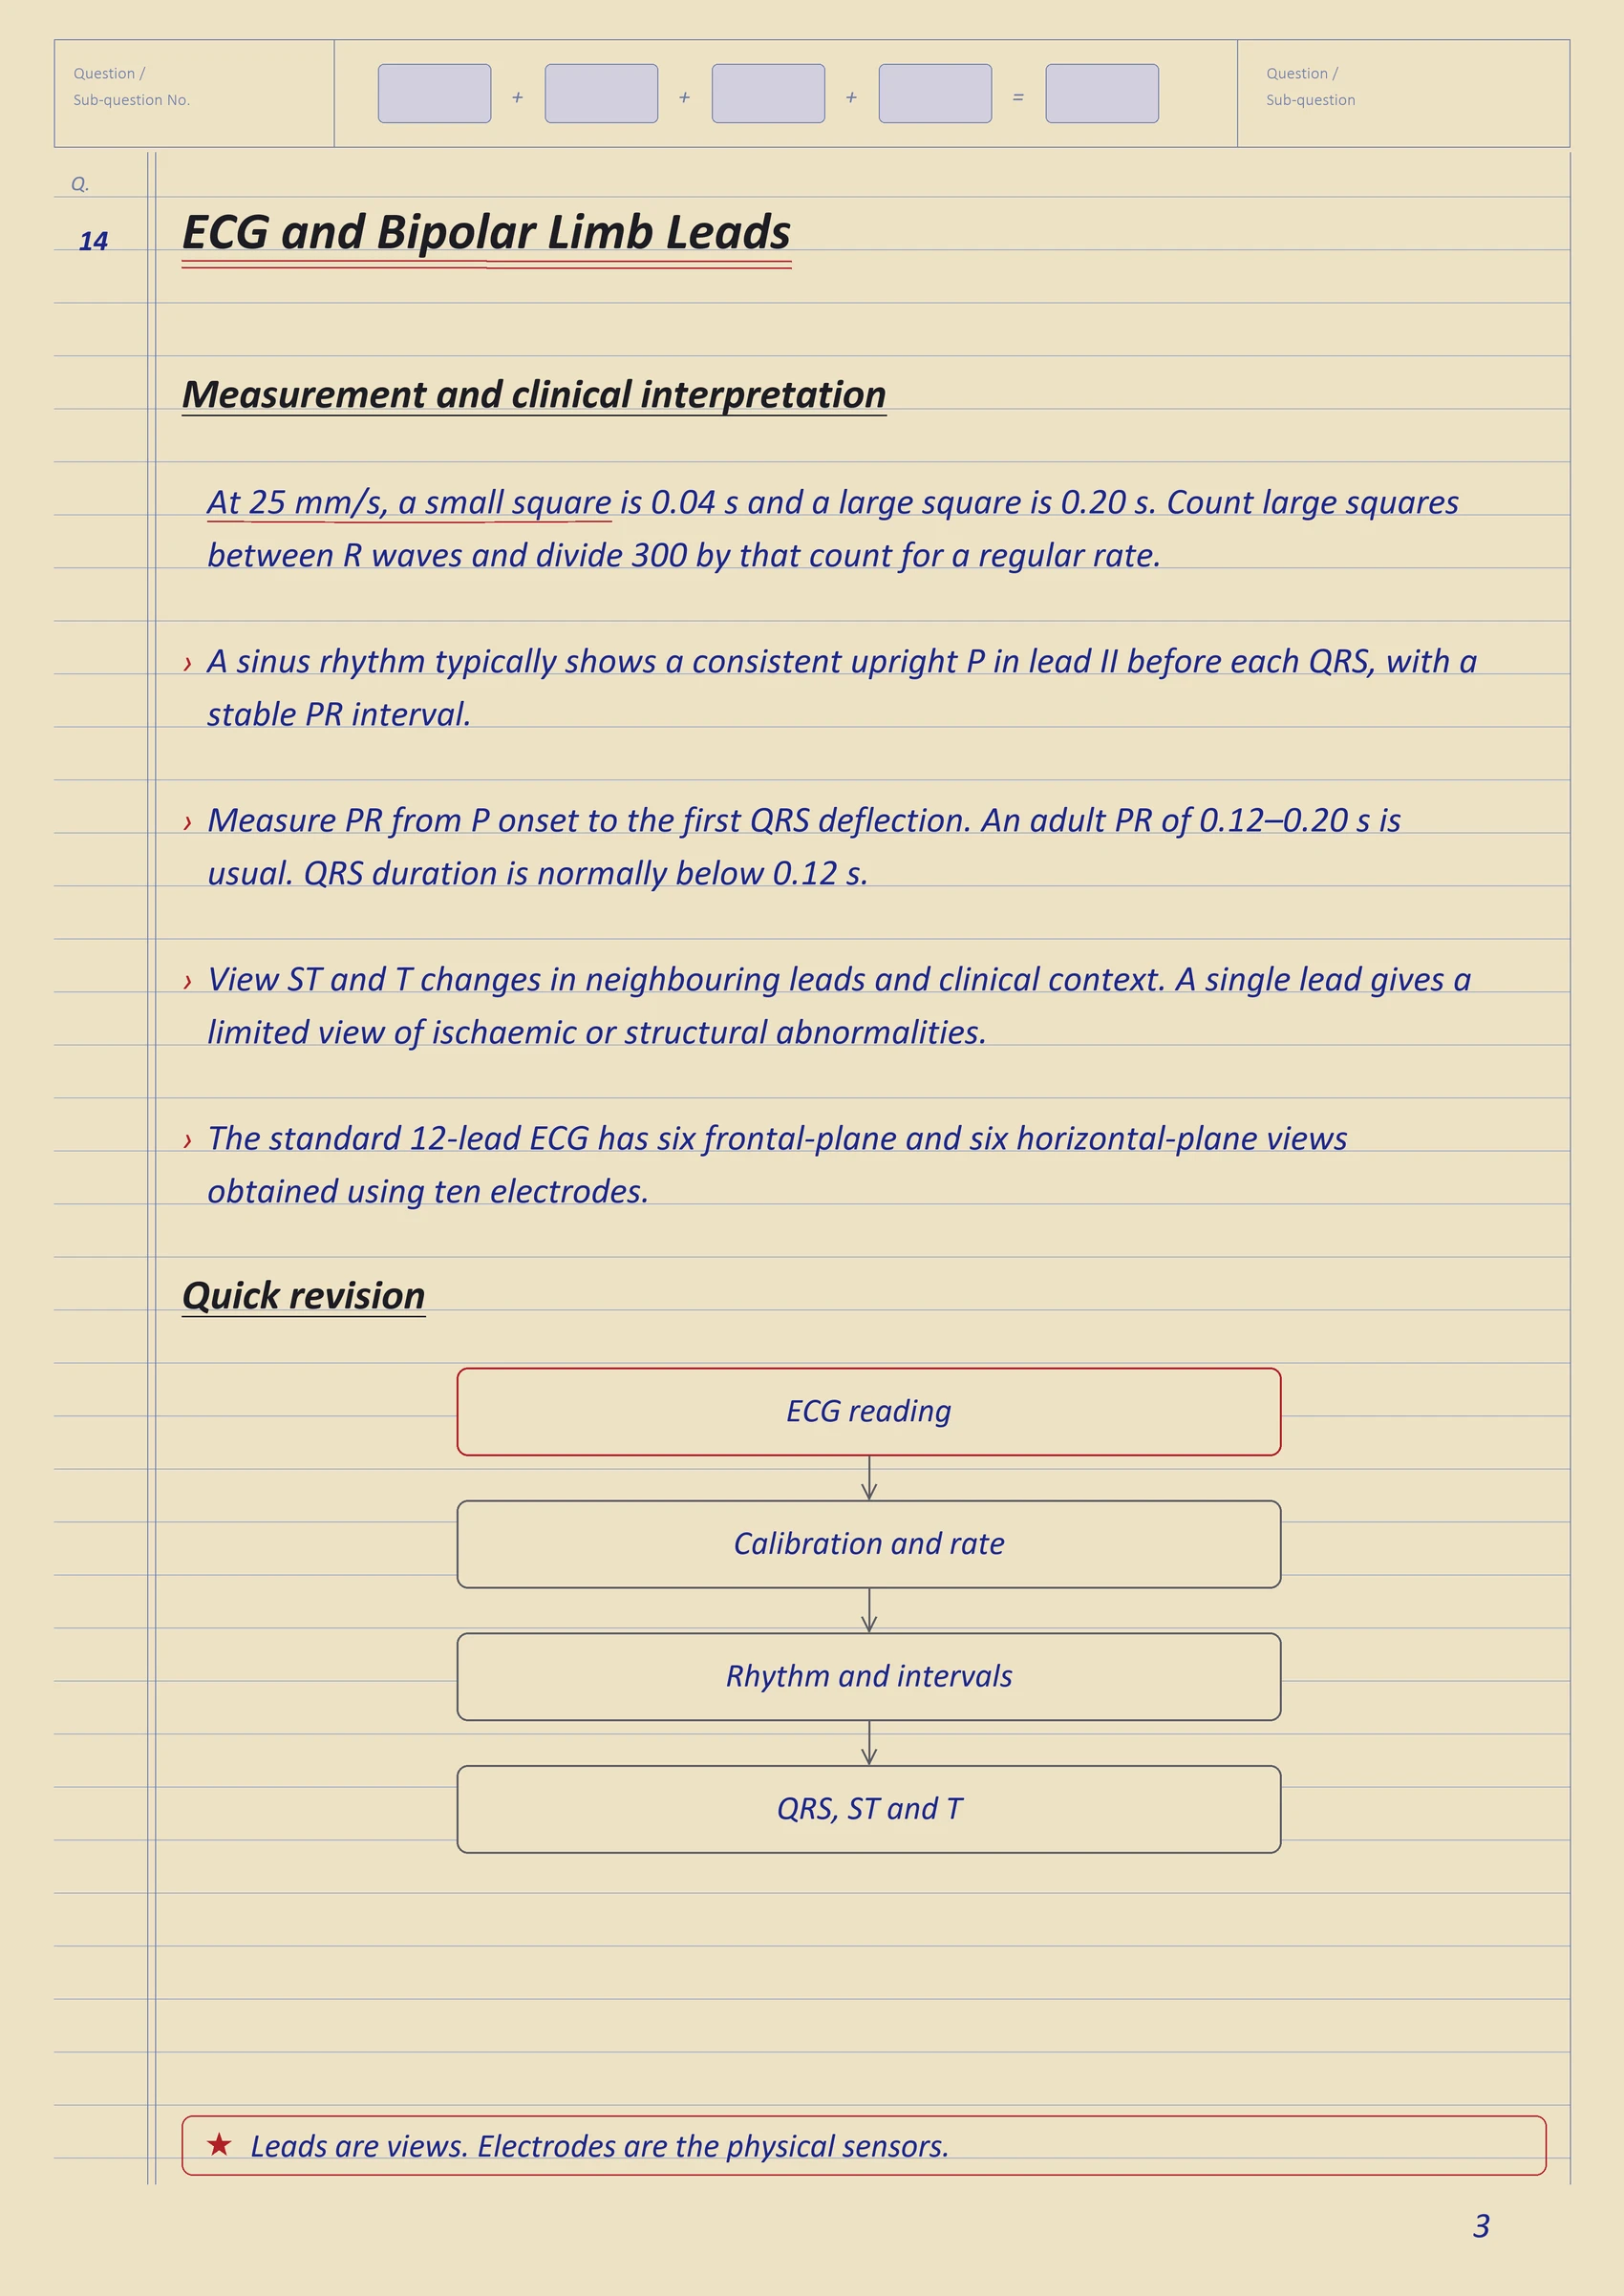 Question /
Sub-question No.
+ + + =
Question /
Sub-question
Q.
14
ECG and Bipolar Limb Leads
Measurement and clinical interpretation
At 25 mm/s, a small square is 0.04 s and a large square is 0.20 s. Count large squares
between R waves and divide 300 by that count for a regular rate.
› A sinus rhythm typically shows a consistent upright P in lead II before each QRS, with a
stable PR interval.
› Measure PR from P onset to the first QRS deflection. An adult PR of 0.12–0.20 s is
usual. QRS duration is normally below 0.12 s.
› View ST and T changes in neighbouring leads and clinical context. A single lead gives a
limited view of ischaemic or structural abnormalities.
› The standard 12-lead ECG has six frontal-plane and six horizontal-plane views
obtained using ten electrodes.
Quick revision
ECG reading
Calibration and rate
Rhythm and intervals
QRS, ST and T
★ Leads are views. Electrodes are the physical sensors.
3